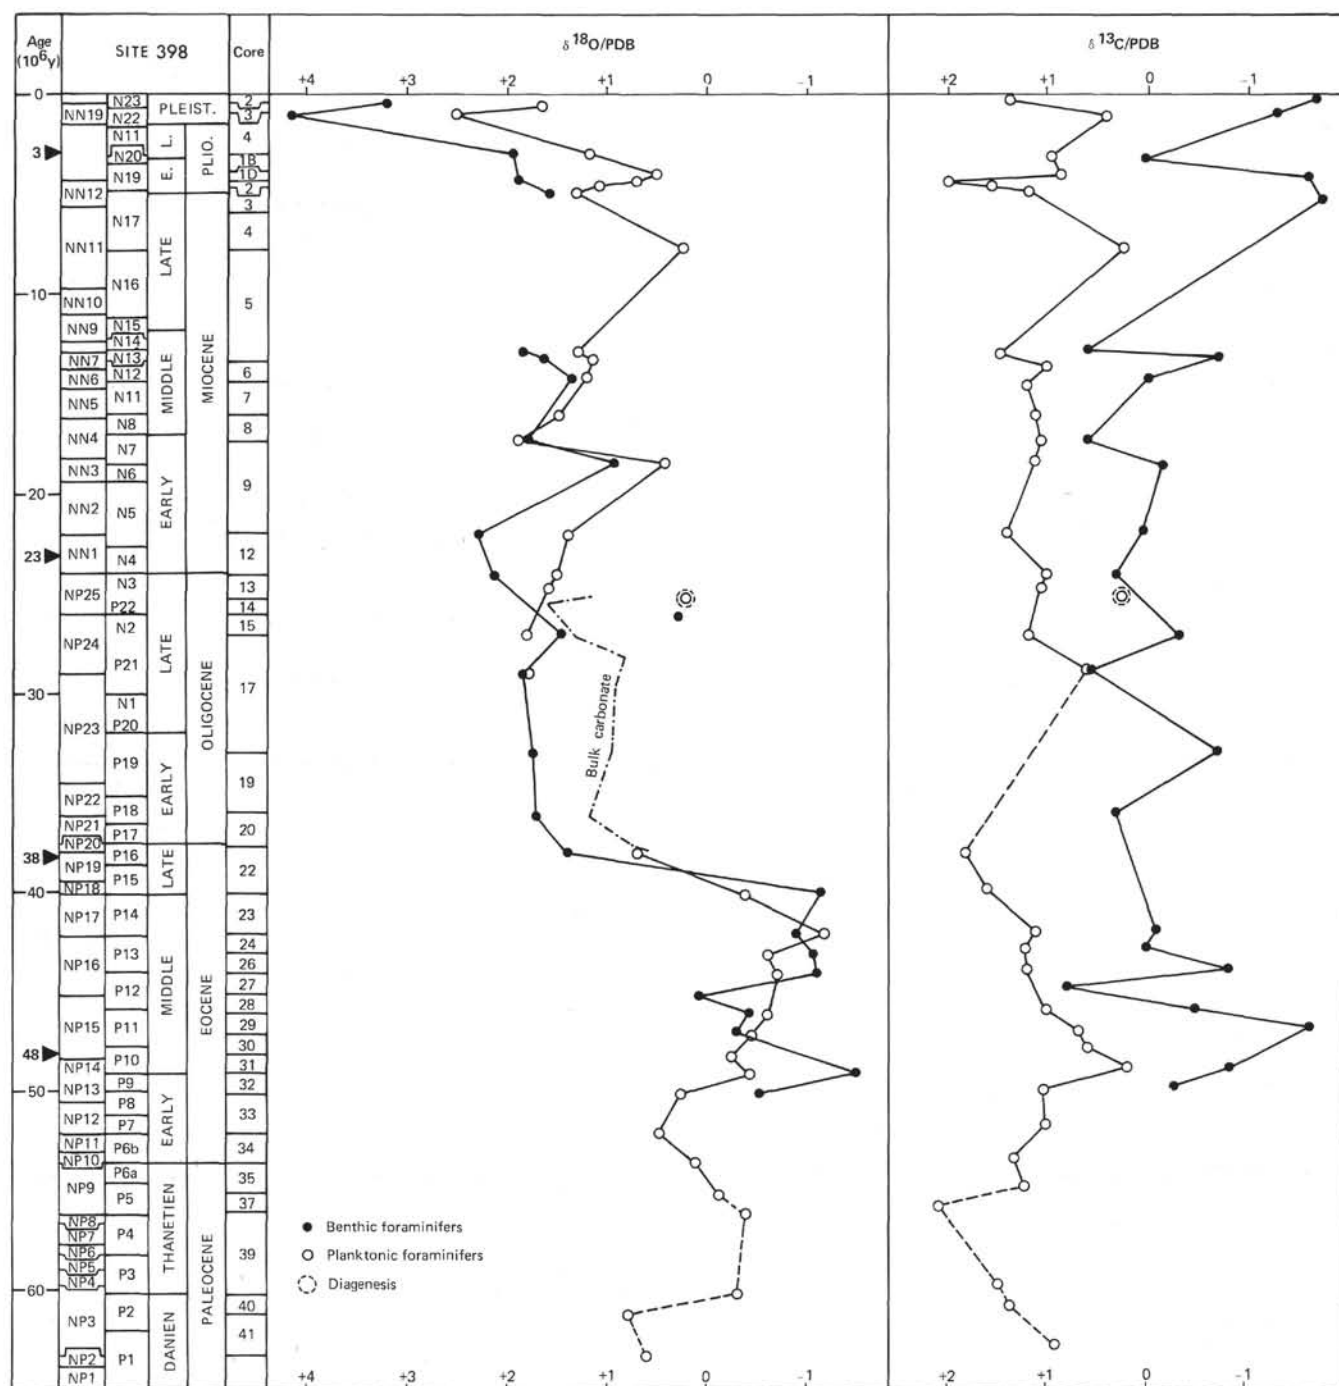 Age
(10⁶y)
SITE 398
Core
δ ¹⁸O/PDB
δ ¹³C/PDB
+4 +3 +2 +1 0 −1
+2 +1 0 −1
0
3
10
20
23
30
38
40
48
50
60
NN19
NN12
NN11
NN10
NN9
NN7
NN6
NN5
NN4
NN3
NN2
NN1
NP25
NP24
NP23
NP22
NP21
NP20
NP19
NP18
NP17
NP16
NP15
NP14
NP13
NP12
NP11
NP10
NP9
NP8
NP7
NP6
NP5
NP4
NP3
NP2
NP1
N23
N22
N11
N20
N19
N17
N16
N15
N14
N13
N12
N11
N8
N7
N6
N5
N4
N3
P22
N2
P21
N1
P20
P19
P18
P17
P16
P15
P14
P13
P12
P11
P10
P9
P8
P7
P6b
P6a
P5
P4
P3
P2
P1
PLEIST.
L.
E.
PLIO.
LATE
MIDDLE
EARLY
MIOCENE
LATE
EARLY
OLIGOCENE
LATE
MIDDLE
EARLY
EOCENE
THANETIEN
DANIEN
PALEOCENE
2
3
4
1B
1D
2
3
4
5
6
7
8
9
12
13
14
15
17
19
20
22
23
24
26
27
28
29
30
31
32
33
34
35
37
39
40
41
Bulk carbonate
Benthic foraminifers
Planktonic foraminifers
Diagenesis
+4 +3 +2 +1 0 −1
+2 +1 0 −1